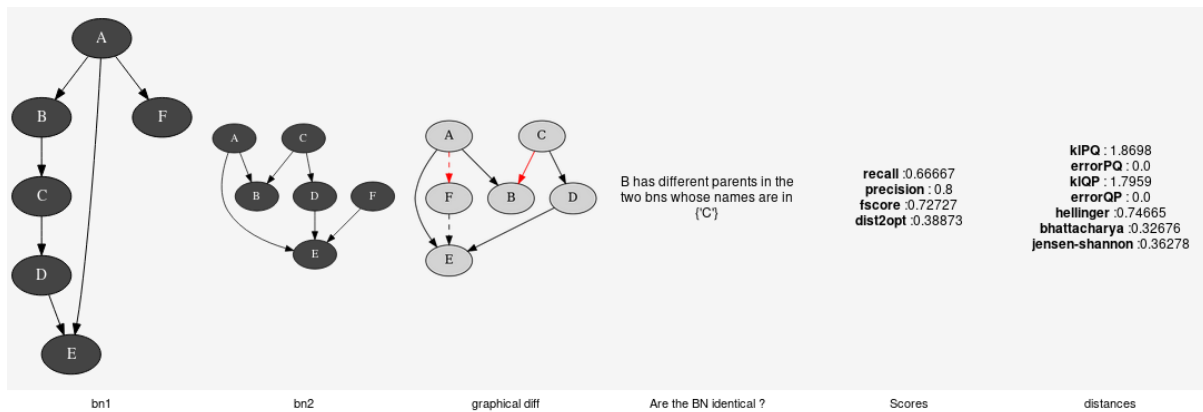 A
B
F
C
D
E
A
C
B
D
F
E
A
C
F
B
D
E
B has different parents in the
two bns whose names are in
{'C'}
recall :0.66667
precision : 0.8
fscore : 0.72727
dist2opt : 0.38873
klPQ : 1.8698
errorPQ : 0.0
klQP : 1.7959
errorQP : 0.0
hellinger : 0.74665
bhattacharya : 0.32676
jensen-shannon : 0.36278
bn1
bn2
graphical diff
Are the BN identical ?
Scores
distances